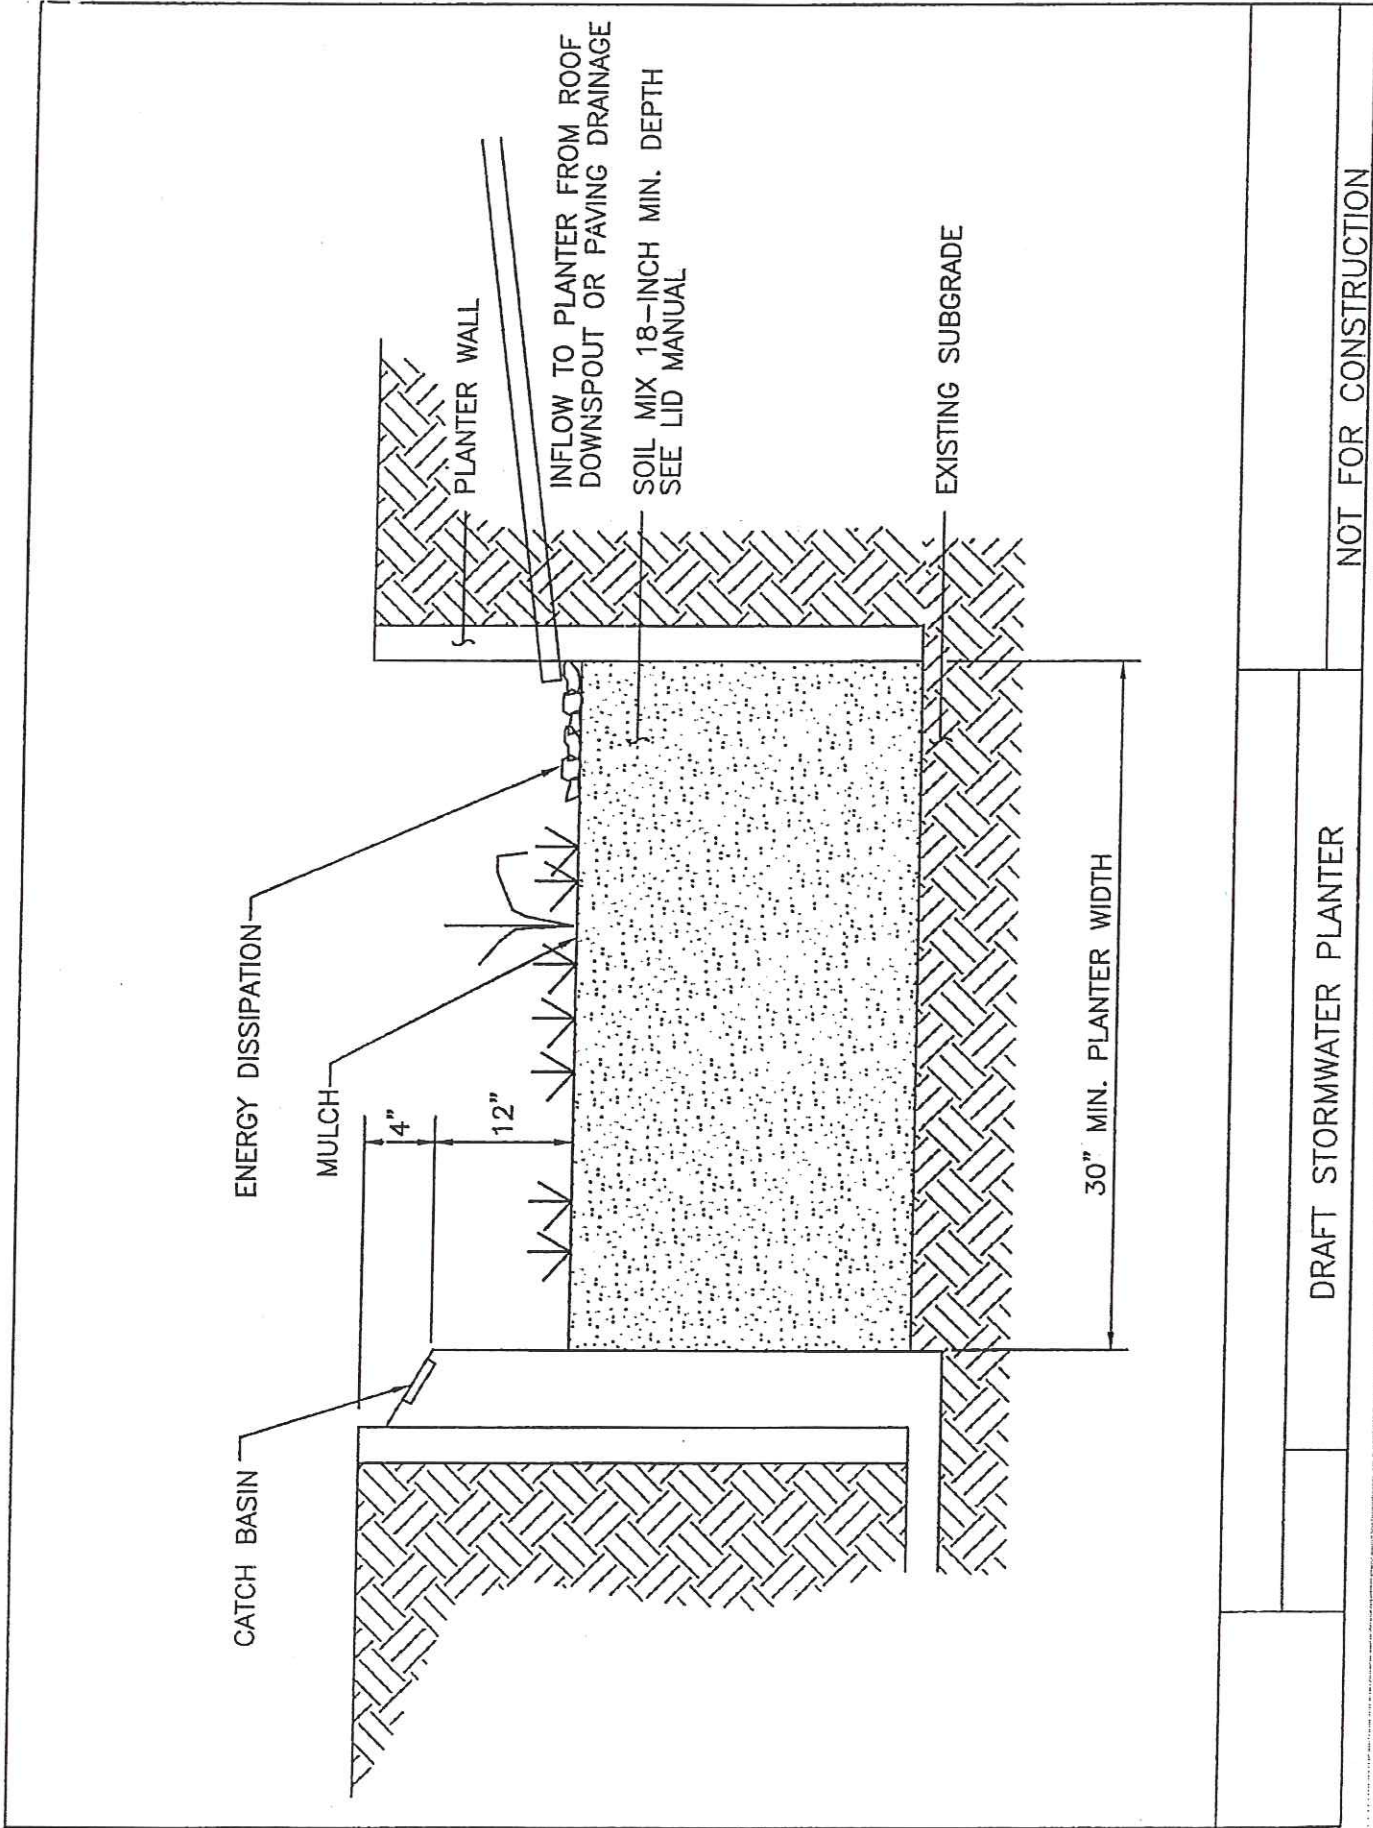 CATCH BASIN
ENERGY DISSIPATION
MULCH
4"
12"
PLANTER WALL
INFLOW TO PLANTER FROM ROOF
DOWNSPOUT OR PAVING DRAINAGE
SOIL MIX 18-INCH MIN. DEPTH
SEE LID MANUAL
EXISTING SUBGRADE
30" MIN. PLANTER WIDTH
DRAFT STORMWATER PLANTER
NOT FOR CONSTRUCTION